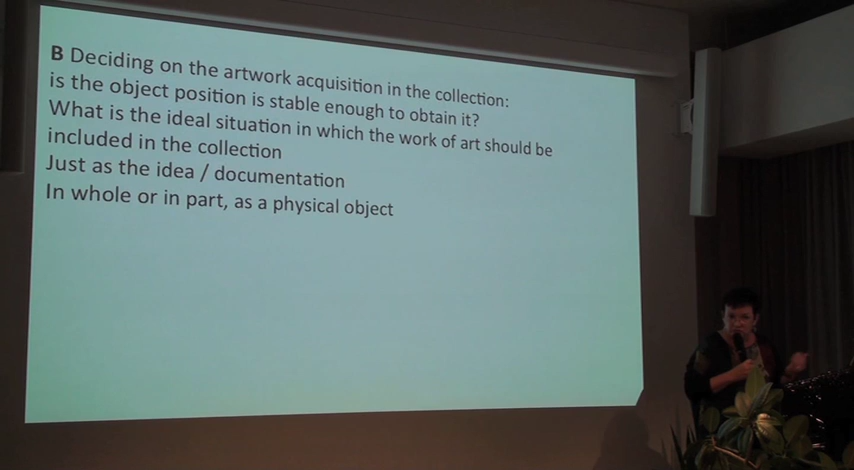 B Deciding on the artwork acquisition in the collection:
is the object position is stable enough to obtain it?
What is the ideal situation in which the work of art should be
included in the collection
Just as the idea / documentation
In whole or in part, as a physical object